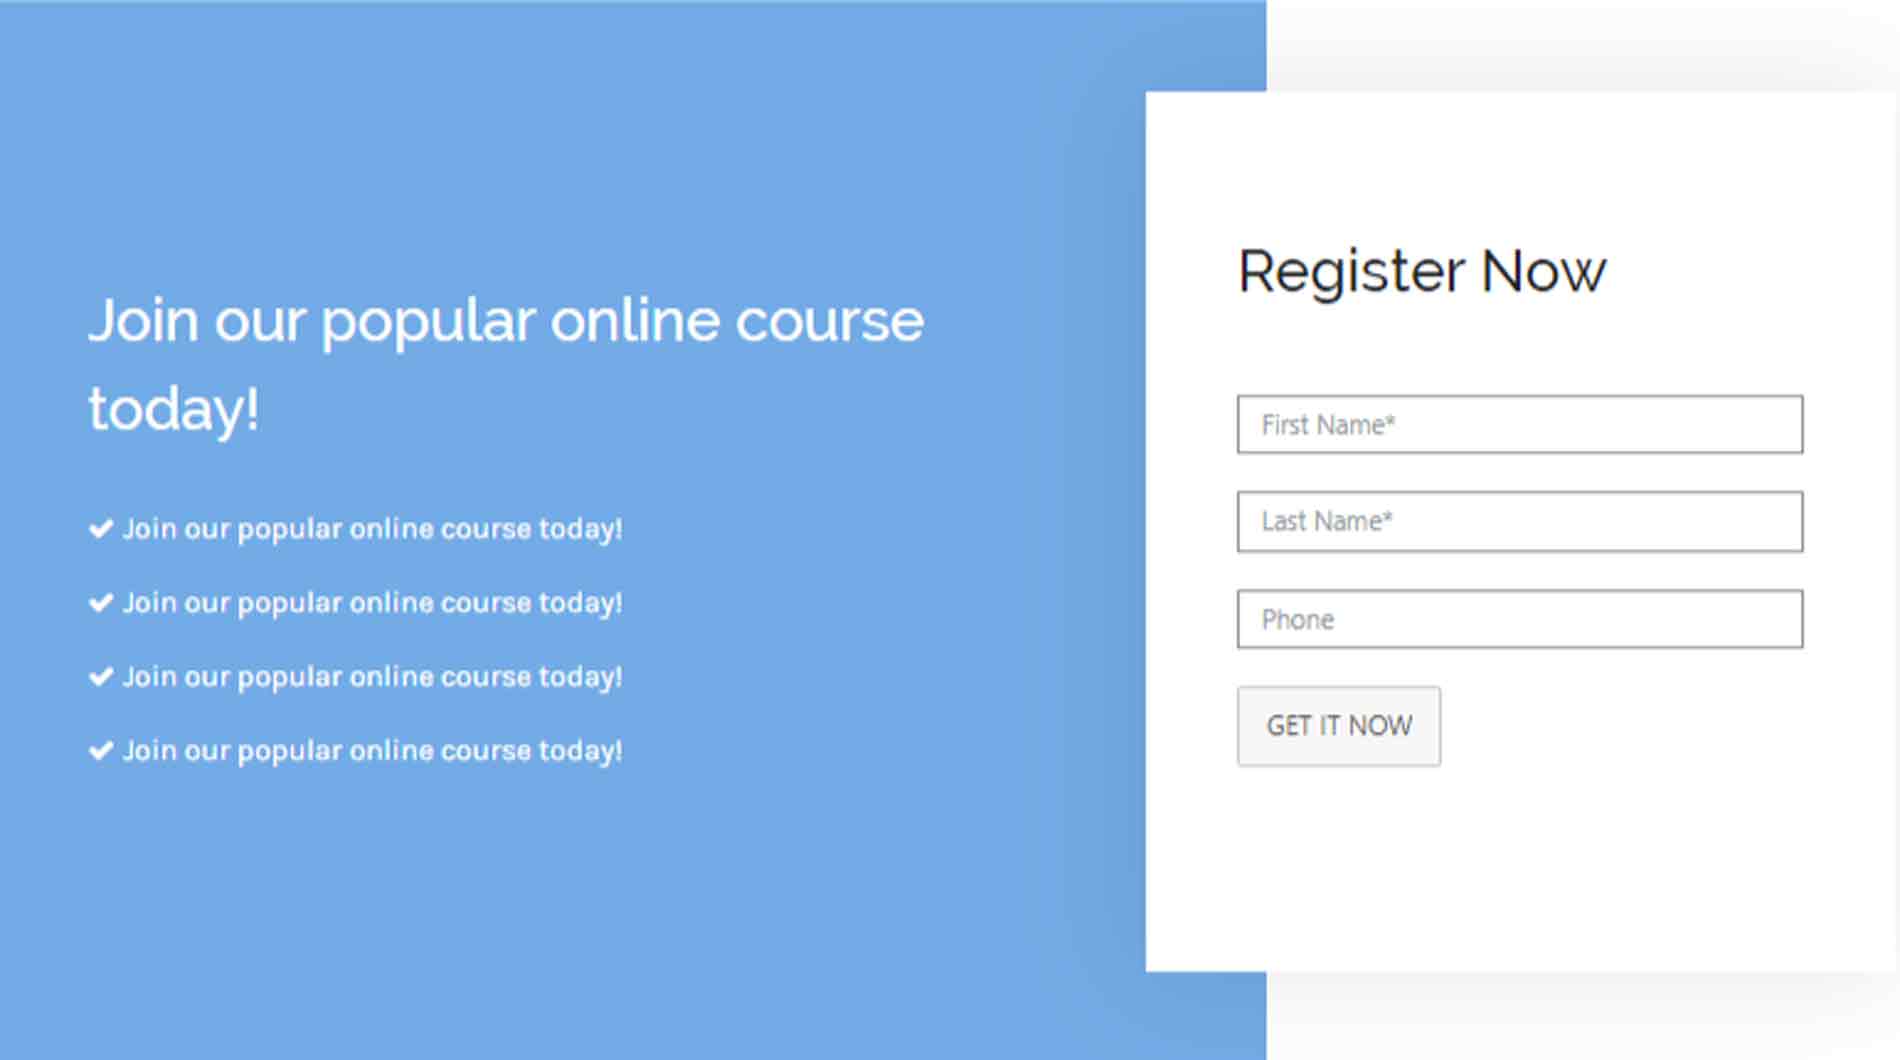 Join our popular online course
today!
Join our popular online course today!
Join our popular online course today!
Join our popular online course today!
Join our popular online course today!
Register Now
First Name*
Last Name*
Phone
GET IT NOW